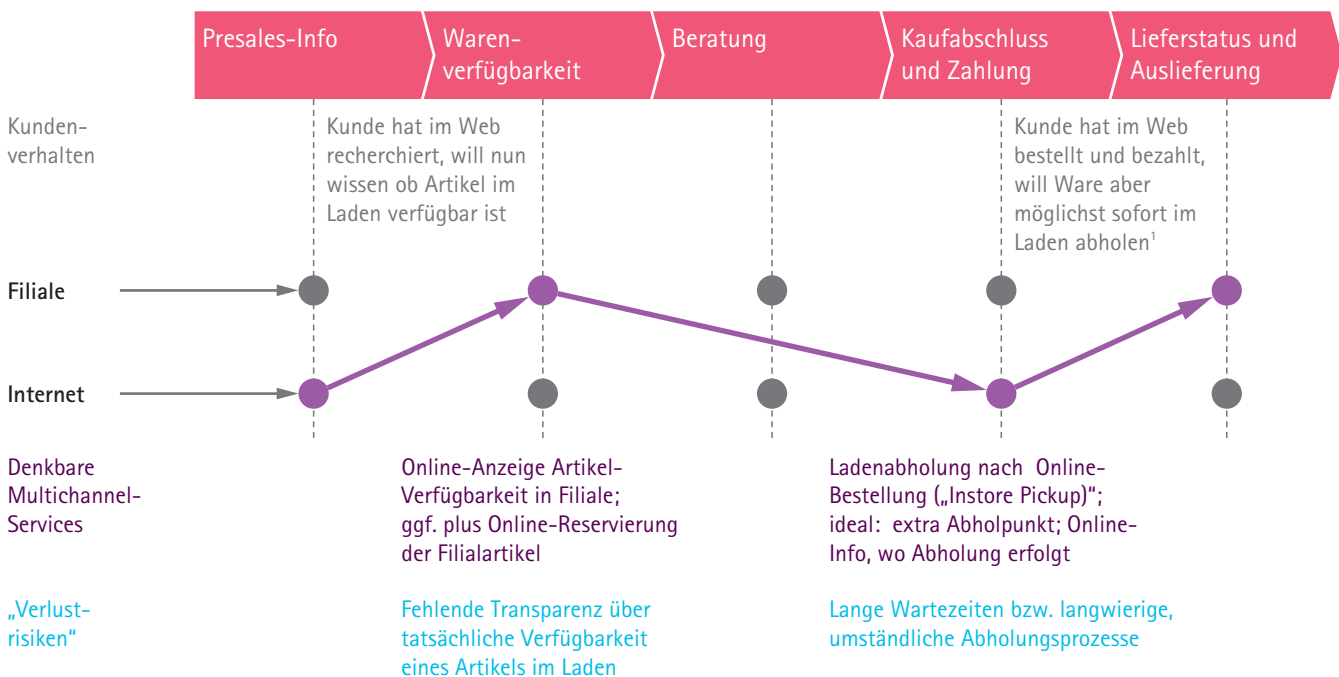 Presales-Info
Waren-
verfügbarkeit
Beratung
Kaufabschluss
und Zahlung
Lieferstatus und
Auslieferung
Kunden-
verhalten
Kunde hat im Web
recherchiert, will nun
wissen ob Artikel im
Laden verfügbar ist
Kunde hat im Web
bestellt und bezahlt,
will Ware aber
möglichst sofort im
Laden abholen¹
Filiale
Internet
Denkbare
Multichannel-
Services
Online-Anzeige Artikel-
Verfügbarkeit in Filiale;
ggf. plus Online-Reservierung
der Filialartikel
Ladenabholung nach Online-
Bestellung („Instore Pickup)“;
ideal: extra Abholpunkt; Online-
Info, wo Abholung erfolgt
„Verlust-
risiken“
Fehlende Transparenz über
tatsächliche Verfügbarkeit
eines Artikels im Laden
Lange Wartezeiten bzw. langwierige,
umständliche Abholungsprozesse